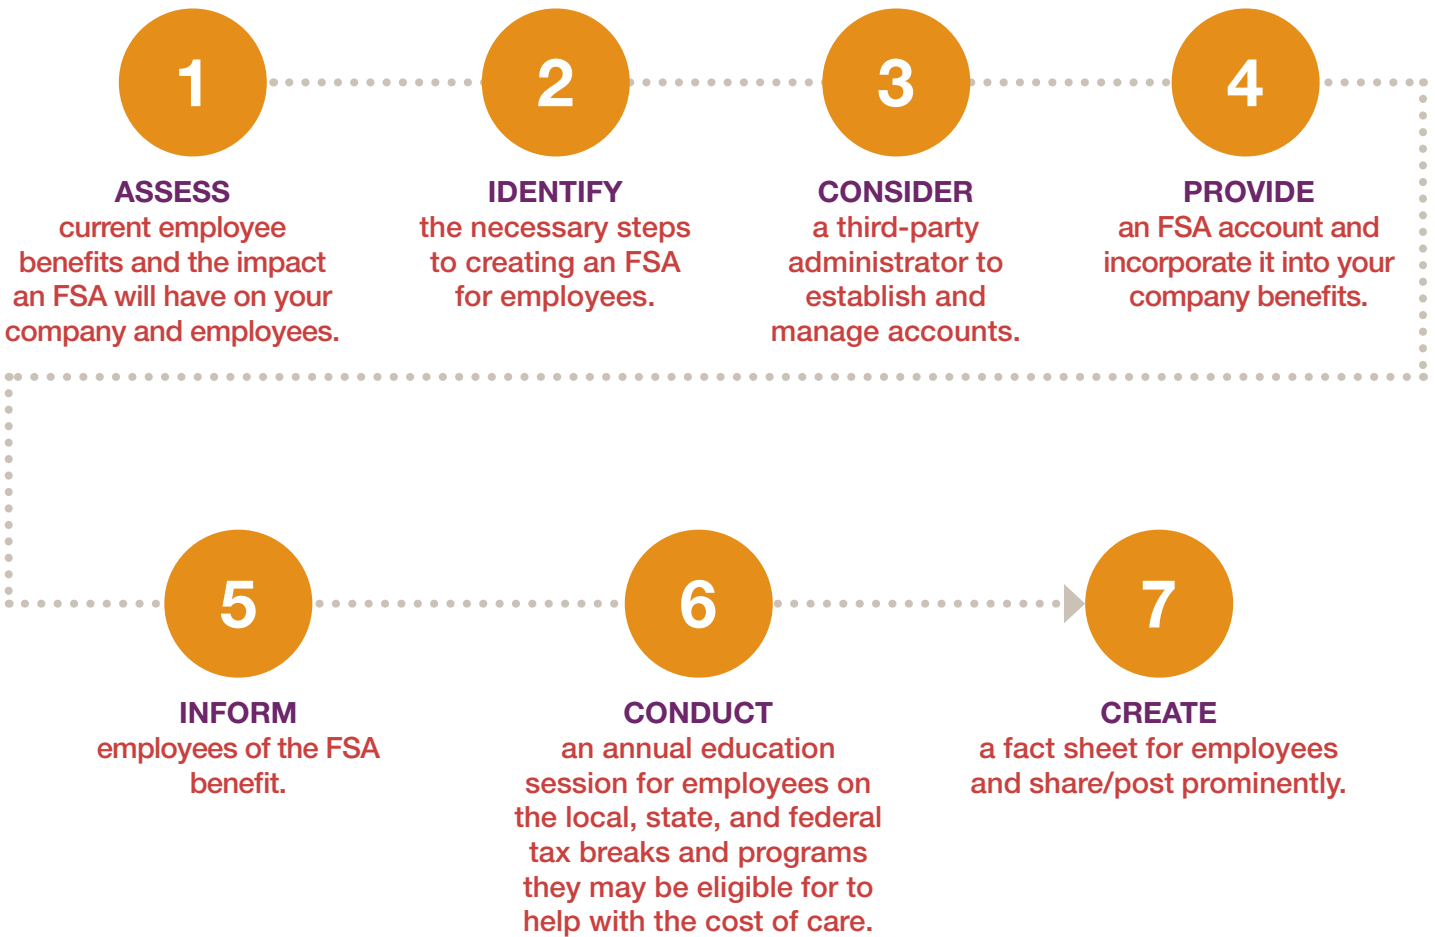 1
ASSESS
current employee
benefits and the impact
an FSA will have on your
company and employees.
2
IDENTIFY
the necessary steps
to creating an FSA
for employees.
3
CONSIDER
a third-party
administrator to
establish and
manage accounts.
4
PROVIDE
an FSA account and
incorporate it into your
company benefits.
5
INFORM
employees of the FSA
benefit.
6
CONDUCT
an annual education
session for employees on
the local, state, and federal
tax breaks and programs
they may be eligible for to
help with the cost of care.
7
CREATE
a fact sheet for employees
and share/post prominently.